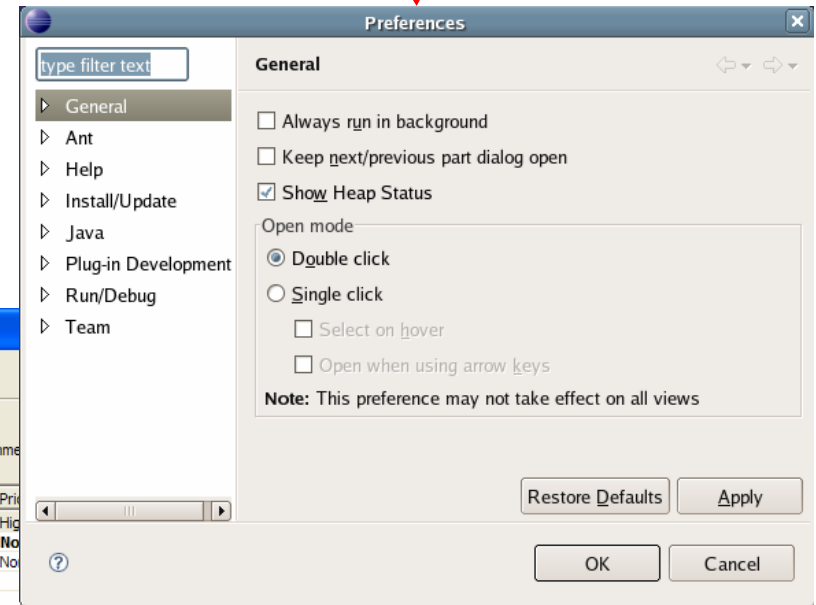 Preferences
type filter text
General
General
Ant
Help
Install/Update
Java
Plug-in Development
Run/Debug
Team
Always run in background
Keep next/previous part dialog open
Show Heap Status
Open mode
Double click
Single click
Select on hover
Open when using arrow keys
Note: This preference may not take effect on all views
Restore Defaults
Apply
OK
Cancel